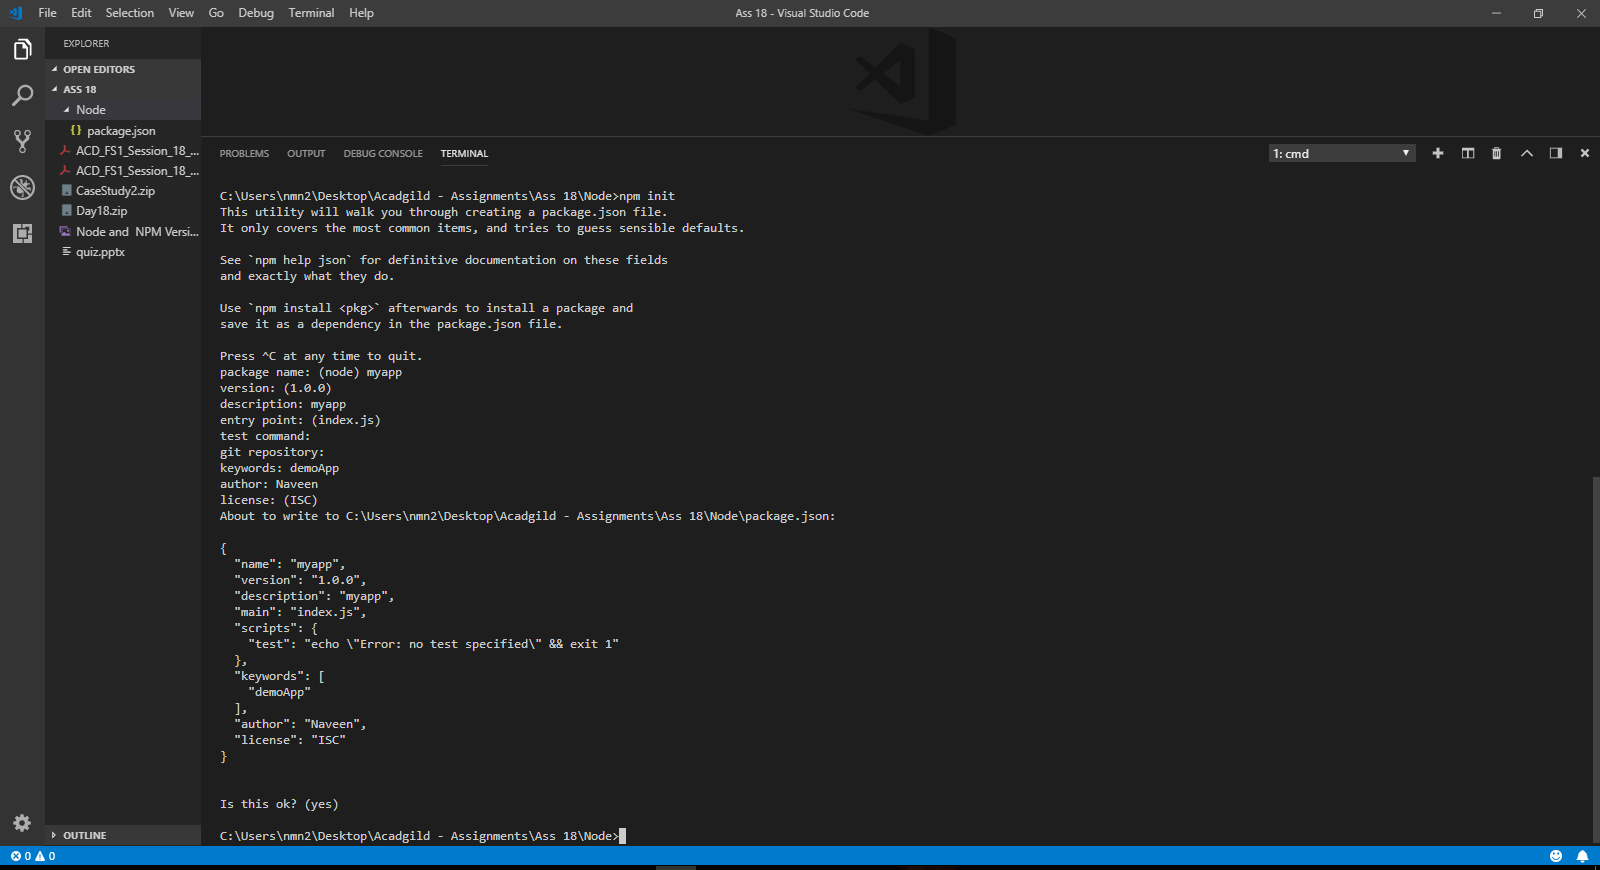 File Edit Selection View Go Debug Terminal Help
Ass 18 - Visual Studio Code
EXPLORER
OPEN EDITORS
ASS 18
Node
package.json
ACD_FS1_Session_18_...
ACD_FS1_Session_18_...
CaseStudy2.zip
Day18.zip
Node and NPM Versi...
quiz.pptx
OUTLINE
PROBLEMS OUTPUT DEBUG CONSOLE TERMINAL
1: cmd
C:\Users\nmn2\Desktop\Acadgild - Assignments\Ass 18\Node>npm init
This utility will walk you through creating a package.json file.
It only covers the most common items, and tries to guess sensible defaults.
See `npm help json` for definitive documentation on these fields
and exactly what they do.
Use `npm install <pkg>` afterwards to install a package and
save it as a dependency in the package.json file.
Press ^C at any time to quit.
package name: (node) myapp
version: (1.0.0)
description: myapp
entry point: (index.js)
test command:
git repository:
keywords: demoApp
author: Naveen
license: (ISC)
About to write to C:\Users\nmn2\Desktop\Acadgild - Assignments\Ass 18\Node\package.json:
{
"name": "myapp",
"version": "1.0.0",
"description": "myapp",
"main": "index.js",
"scripts": {
"test": "echo \"Error: no test specified\" && exit 1"
},
"keywords": [
"demoApp"
],
"author": "Naveen",
"license": "ISC"
}
Is this ok? (yes)
C:\Users\nmn2\Desktop\Acadgild - Assignments\Ass 18\Node>
0 0